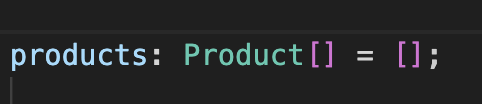 products: Product[] = [];